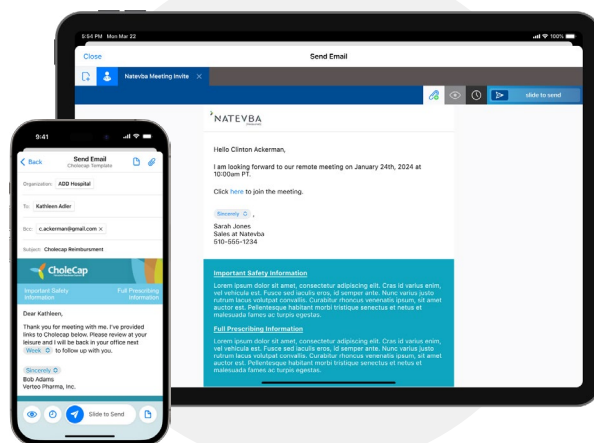 5:54 PM Mon Mar 22
100%
Close
Send Email
Natevba Meeting Invite ×
slide to send
NATEVBA
Hello Clinton Ackerman,
I am looking forward to our remote meeting on January 24th, 2024 at
10:00am PT.
Click here to join the meeting.
Sincerely ,
Sarah Jones
Sales at Natevba
510-555-1234
Important Safety Information
Lorem ipsum dolor sit amet, consectetur adipiscing elit. Cras id varius enim,
vel vehicula est. Fusce sed iaculis eros, id semper ante. Nunc varius justo
rutrum lacus volutpat convallis. Curabitur rhoncus venenatis ipsum, sit amet
auctor est. Pellentesque habitant morbi tristique senectus et netus et
malesuada fames ac turpis egestas.
Full Prescribing Information
Lorem ipsum dolor sit amet, consectetur adipiscing elit. Cras id varius enim,
vel vehicula est. Fusce sed iaculis eros, id semper ante. Nunc varius justo
rutrum lacus volutpat convallis. Curabitur rhoncus venenatis ipsum, sit amet
auctor est. Pellentesque habitant morbi tristique senectus et netus et
malesuada fames ac turpis egestas.
9:41
Back
Send Email
Cholecap Template
Organization: ADD Hospital
To: Kathleen Adler
Bcc: c.ackerman@gmail.com ×
Subject: Cholecap Reimbursment
CholeCap
Important Safety
Information
Full Prescribing
Information
Dear Kathleen,
Thank you for meeting with me. I've provided
links to Cholecap below. Please review at your
leisure and I will be back in your office next
Week to follow up with you.
Sincerely
Bob Adams
Verteo Pharma, Inc.
Slide to Send